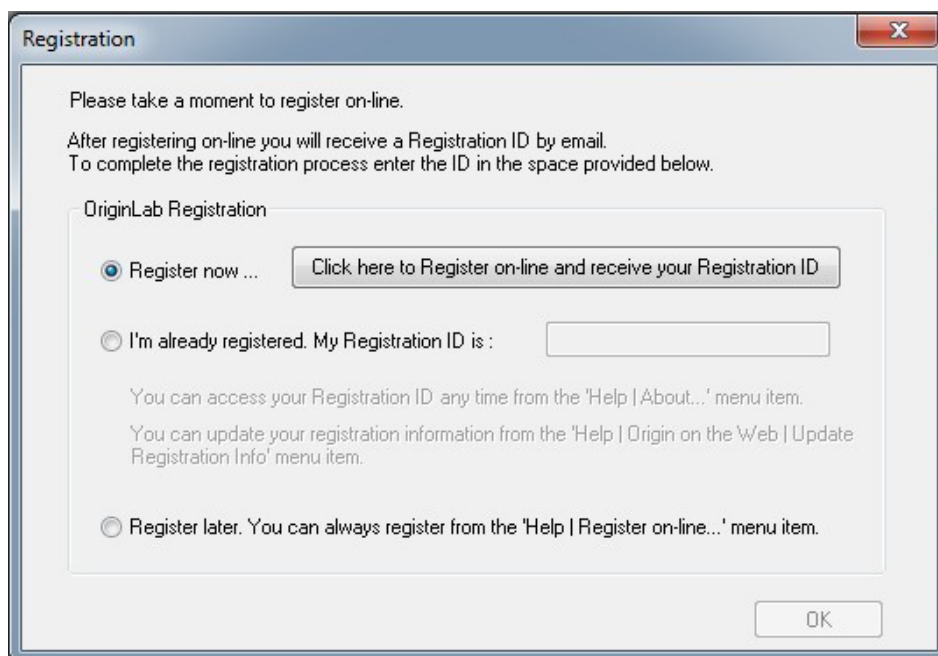 Registration
Please take a moment to register on-line.
After registering on-line you will receive a Registration ID by email.
To complete the registration process enter the ID in the space provided below.
OriginLab Registration
Register now ...
Click here to Register on-line and receive your Registration ID
I'm already registered. My Registration ID is :
You can access your Registration ID any time from the 'Help | About...' menu item.
You can update your registration information from the 'Help | Origin on the Web | Update
Registration Info' menu item.
Register later. You can always register from the 'Help | Register on-line...' menu item.
OK